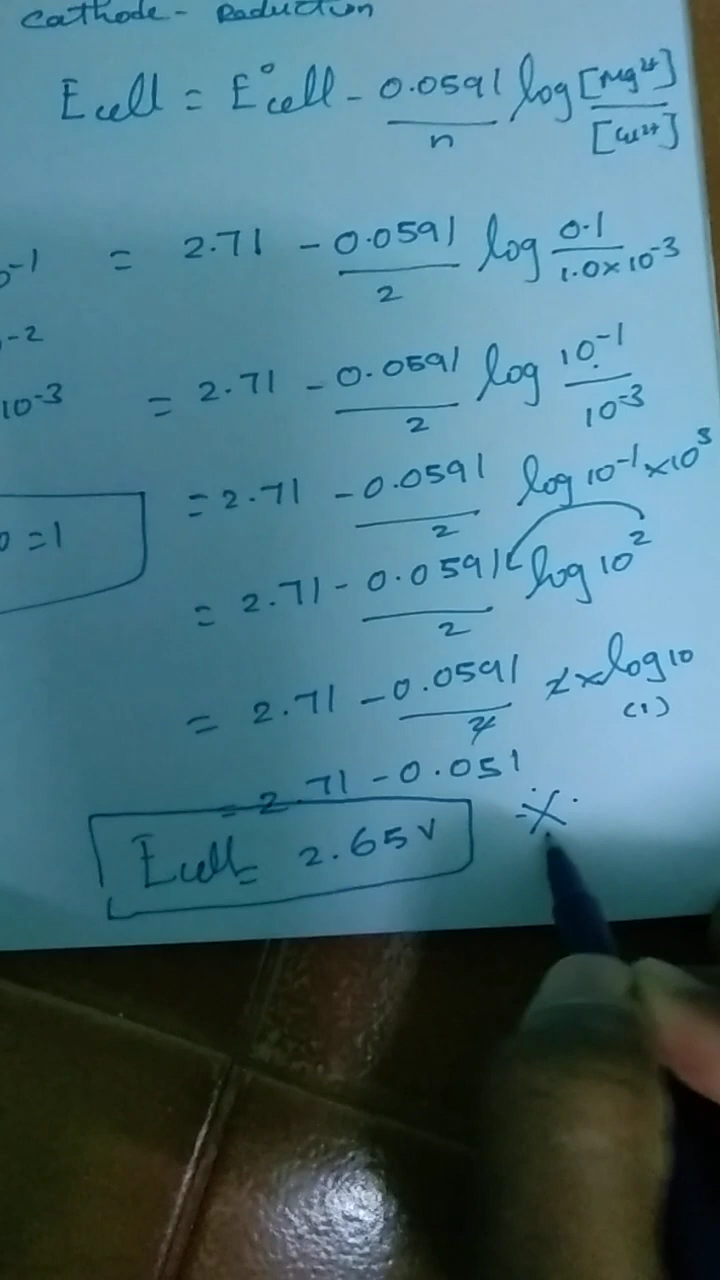 Cathode - Reduction
Ecell = E°cell - 0.0591/n log [Mg²⁺]/[Cu²⁺]
= 2.71 - 0.0591/2 log 0.1/1.0×10⁻³
= 2.71 - 0.0591/2 log 10⁻¹/10⁻³
= 2.71 - 0.0591/2 log 10⁻¹×10³
= 2.71 - 0.0591/2 log 10²
= 2.71 - 0.0591/2 2×log10
(1)
= 2.71 - 0.051
Ecell = 2.65V
-2
10⁻³
=1